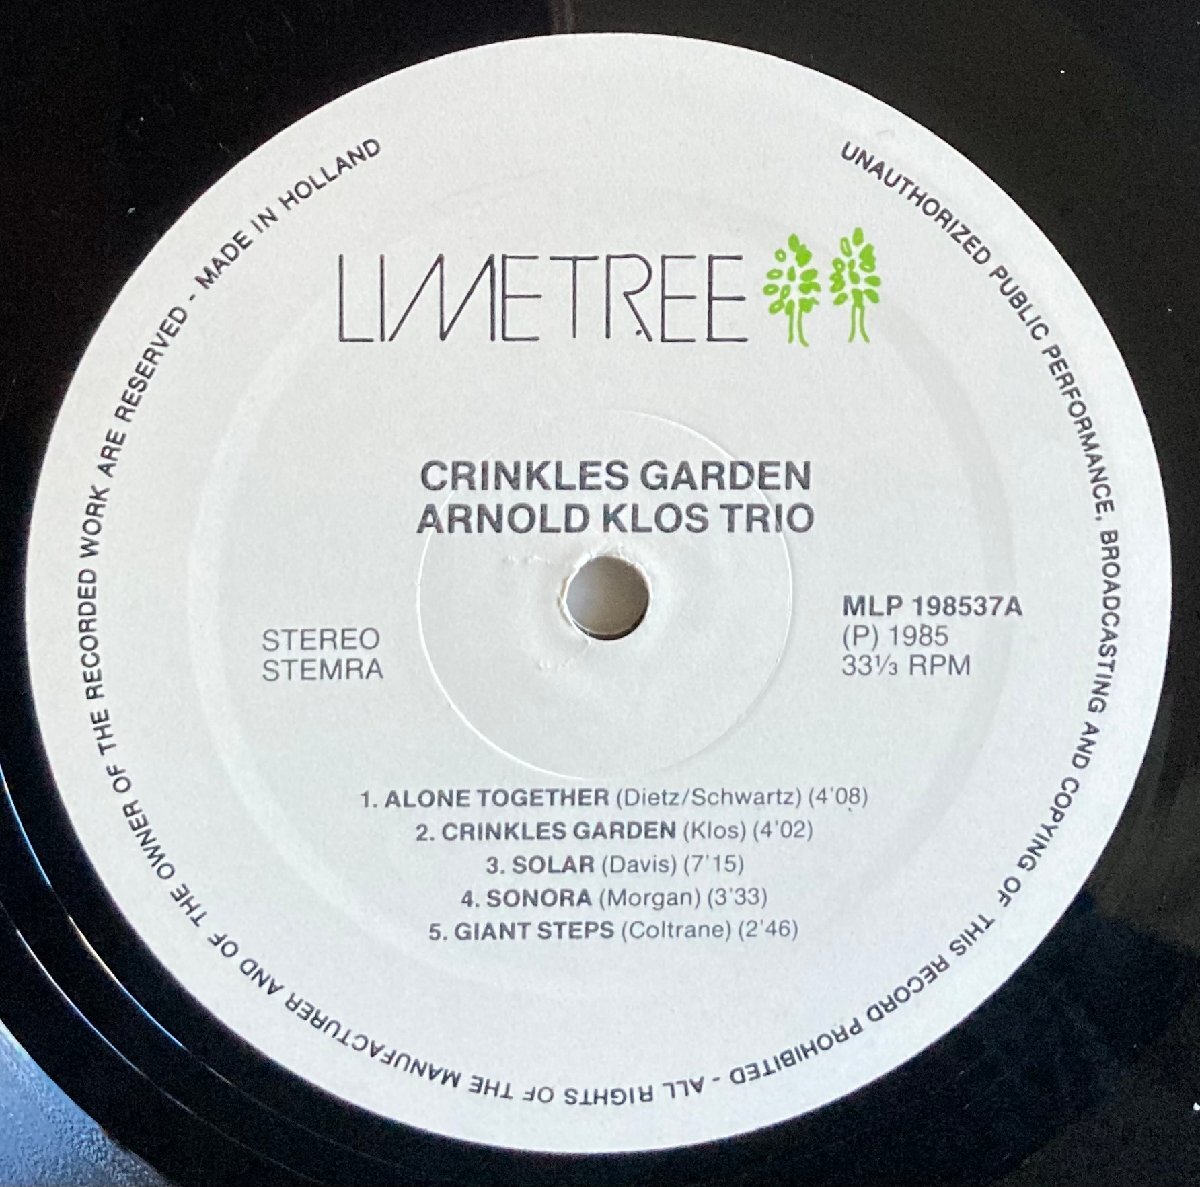 UNAUTHORIZED PUBLIC PERFORMANCE, BROADCASTING AND COPYING OF THIS RECORD PROHIBITED - ALL RIGHTS OF THE MANUFACTURER AND OF THE OWNER OF THE RECORDED WORK ARE RESERVED - MADE IN HOLLAND
LIMETREE
CRINKLES GARDEN
ARNOLD KLOS TRIO
STEREO
STEMRA
MLP 198537A
(P) 1985
33⅓ RPM
1. ALONE TOGETHER (Dietz/Schwartz) (4'08)
2. CRINKLES GARDEN (Klos) (4'02)
3. SOLAR (Davis) (7'15)
4. SONORA (Morgan) (3'33)
5. GIANT STEPS (Coltrane) (2'46)